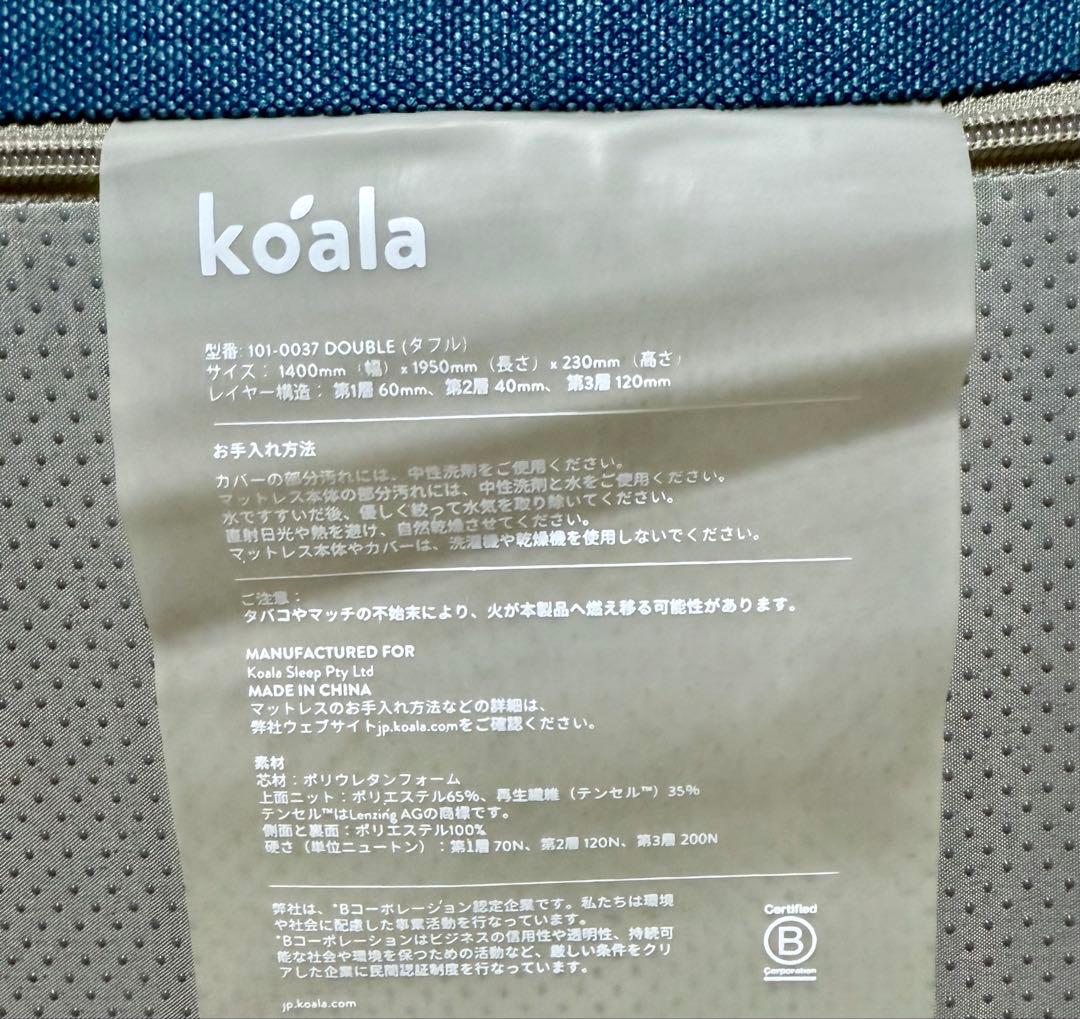 koala
型番: 101-0037 DOUBLE (ダブル)
サイズ： 1400mm（幅）x 1950mm（長さ）x 230mm（高さ）
レイヤー構造： 第1層 60mm、第2層 40mm、 第3層 120mm
お手入れ方法
カバーの部分汚れには、中性洗剤をご使用ください。
マットレス本体の部分汚れには、中性洗剤と水をご使用ください。
水ですすいだ後、優しく絞って水気を取り除いてください。
直射日光や熱を避け、自然乾燥させてください。
マットレス本体やカバーは、洗濯機や乾燥機を使用しないでください。
ご注意：
タバコやマッチの不始末により、火が本製品へ燃え移る可能性があります。
MANUFACTURED FOR
Koala Sleep Pty Ltd
MADE IN CHINA
マットレスのお手入れ方法などの詳細は、
弊社ウェブサイトjp.koala.comをご確認ください。
素材
芯材：ポリウレタンフォーム
上面ニット：ポリエステル65%、再生繊維（テンセル™）35%
テンセル™はLenzing AGの商標です。
側面と裏面：ポリエステル100%
硬さ（単位ニュートン）：第1層 70N、第2層 120N、第3層 200N
弊社は、*Bコーポレーション認定企業です。私たちは環境
や社会に配慮した事業活動を行なっています。
*Bコーポレーションはビジネスの信用性や透明性、持続可
能な社会や環境を保つための活動など、厳しい条件をクリ
アした企業に民間認証制度を行なっています。
Certified
B
Corporation
jp.koala.com